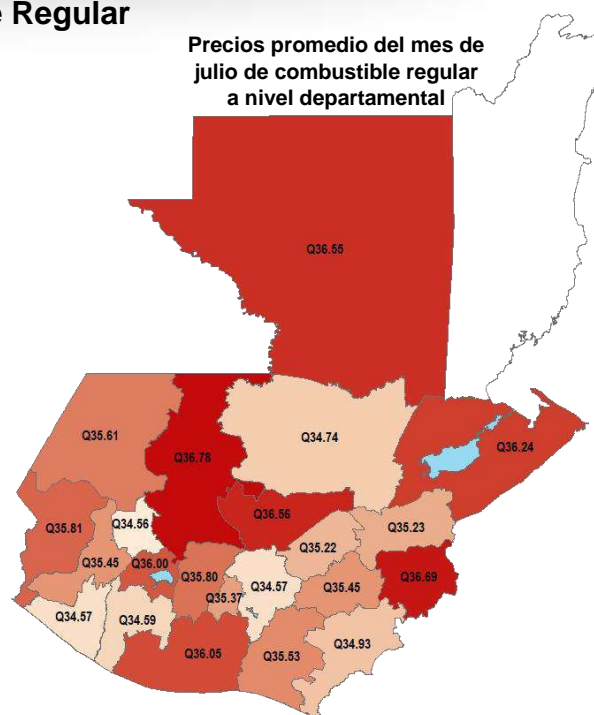 e Regular
Precios promedio del mes de
julio de combustible regular
a nivel departamental
Q36.55
Q35.61
Q36.78
Q34.74
Q36.24
Q35.81
Q34.56
Q36.56
Q35.23
Q35.22
Q35.45
Q36.00
Q35.80
Q34.57
Q35.45
Q36.69
Q35.37
Q34.57
Q34.59
Q34.93
Q36.05
Q35.53